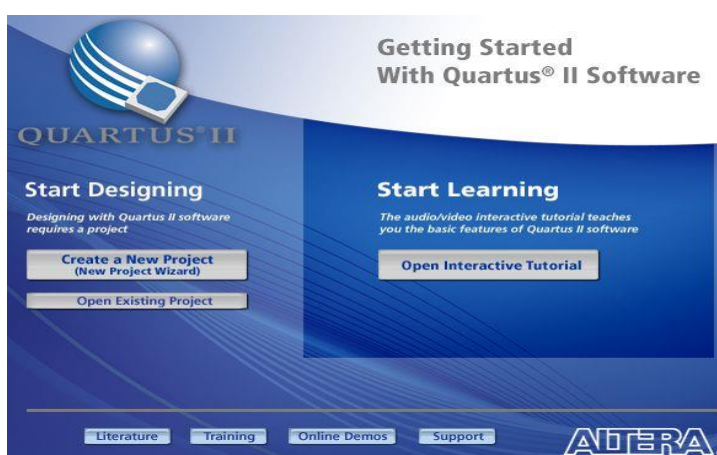 Getting Started
With Quartus® II Software
QUARTUS® II
Start Designing
Designing with Quartus II software
requires a project
Create a New Project
(New Project Wizard)
Open Existing Project
Start Learning
The audio/video interactive tutorial teaches
you the basic features of Quartus II software
Open Interactive Tutorial
Literature
Training
Online Demos
Support
ALTERA